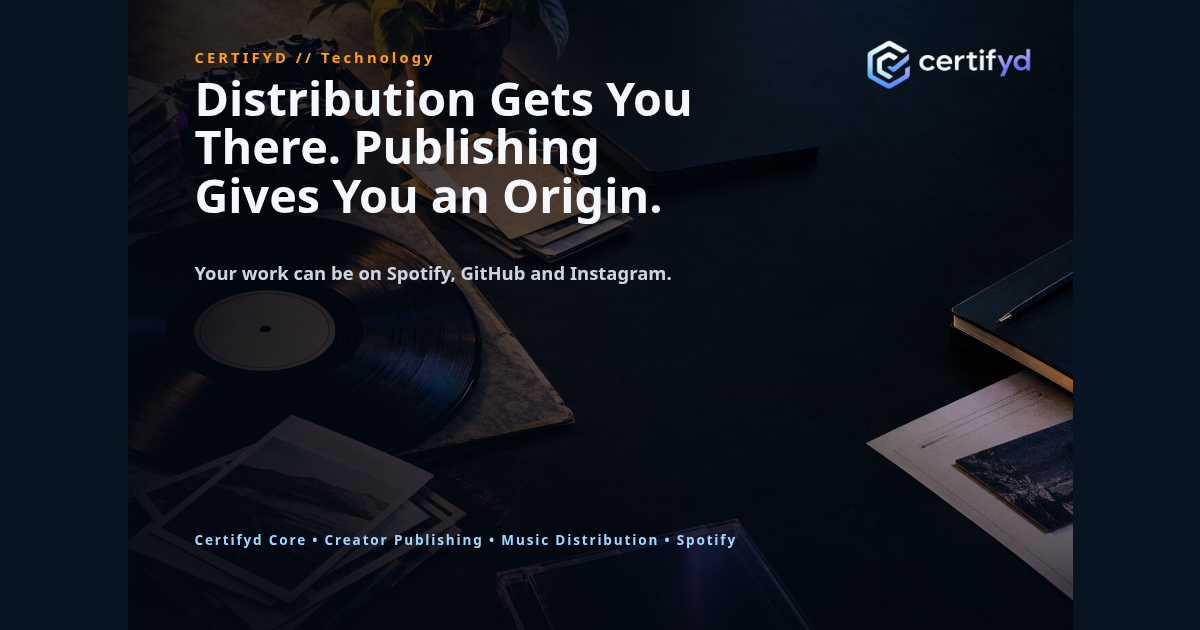 CERTIFYD // Technology
certifyd
Distribution Gets You
There. Publishing
Gives You an Origin.
Your work can be on Spotify, GitHub and Instagram.
Certifyd Core • Creator Publishing • Music Distribution • Spotify